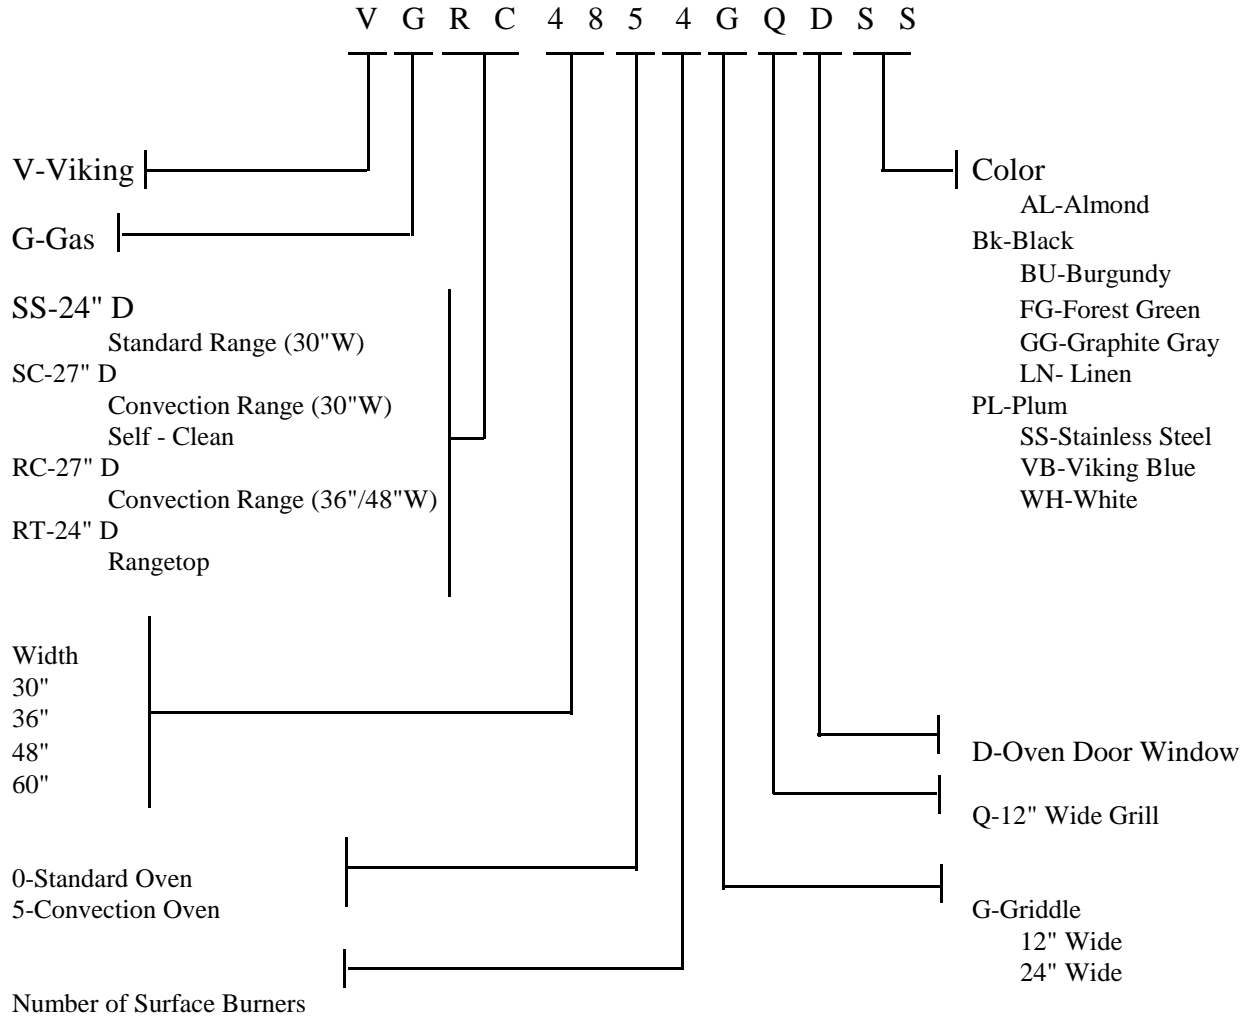 V G R C 4 8 5 4 G Q D S S
V-Viking
G-Gas
SS-24" D
Standard Range (30"W)
SC-27" D
Convection Range (30"W)
Self - Clean
RC-27" D
Convection Range (36"/48"W)
RT-24" D
Rangetop
Width
30"
36"
48"
60"
0-Standard Oven
5-Convection Oven
Number of Surface Burners
Color
AL-Almond
Bk-Black
BU-Burgundy
FG-Forest Green
GG-Graphite Gray
LN- Linen
PL-Plum
SS-Stainless Steel
VB-Viking Blue
WH-White
D-Oven Door Window
Q-12" Wide Grill
G-Griddle
12" Wide
24" Wide